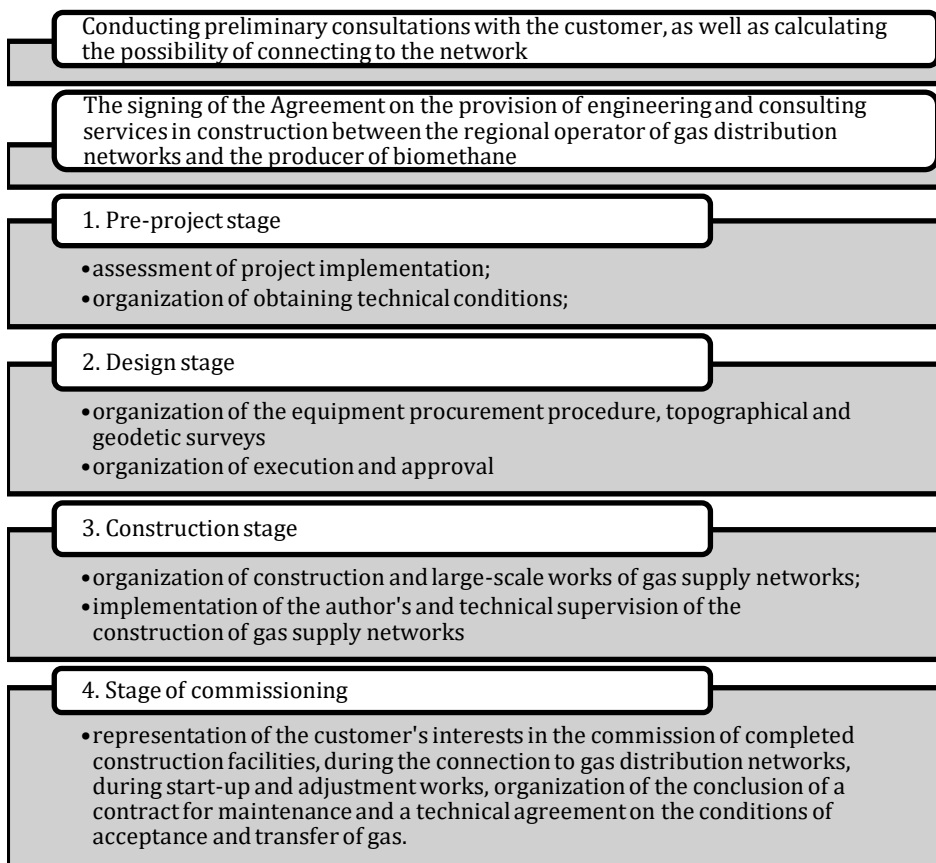 Conducting preliminary consultations with the customer, as well as calculating
the possibility of connecting to the network
The signing of the Agreement on the provision of engineering and consulting
services in construction between the regional operator of gas distribution
networks and the producer of biomethane
1. Pre-project stage
•assessment of project implementation;
•organization of obtaining technical conditions;
2. Design stage
•organization of the equipment procurement procedure, topographical and
geodetic surveys
•organization of execution and approval
3. Construction stage
•organization of construction and large-scale works of gas supply networks;
•implementation of the author's and technical supervision of the
construction of gas supply networks
4. Stage of commissioning
•representation of the customer's interests in the commission of completed
construction facilities, during the connection to gas distribution networks,
during start-up and adjustment works, organization of the conclusion of a
contract for maintenance and a technical agreement on the conditions of
acceptance and transfer of gas.